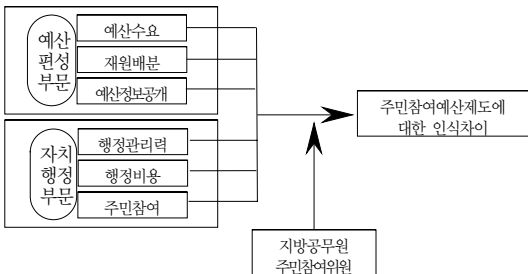 예산
편성
부문
예산수요
재원배분
예산정보공개
자치
행정
부문
행정관리력
행정비용
주민참여
주민참여예산제도에
대한 인식차이
지방공무원
주민참여위원